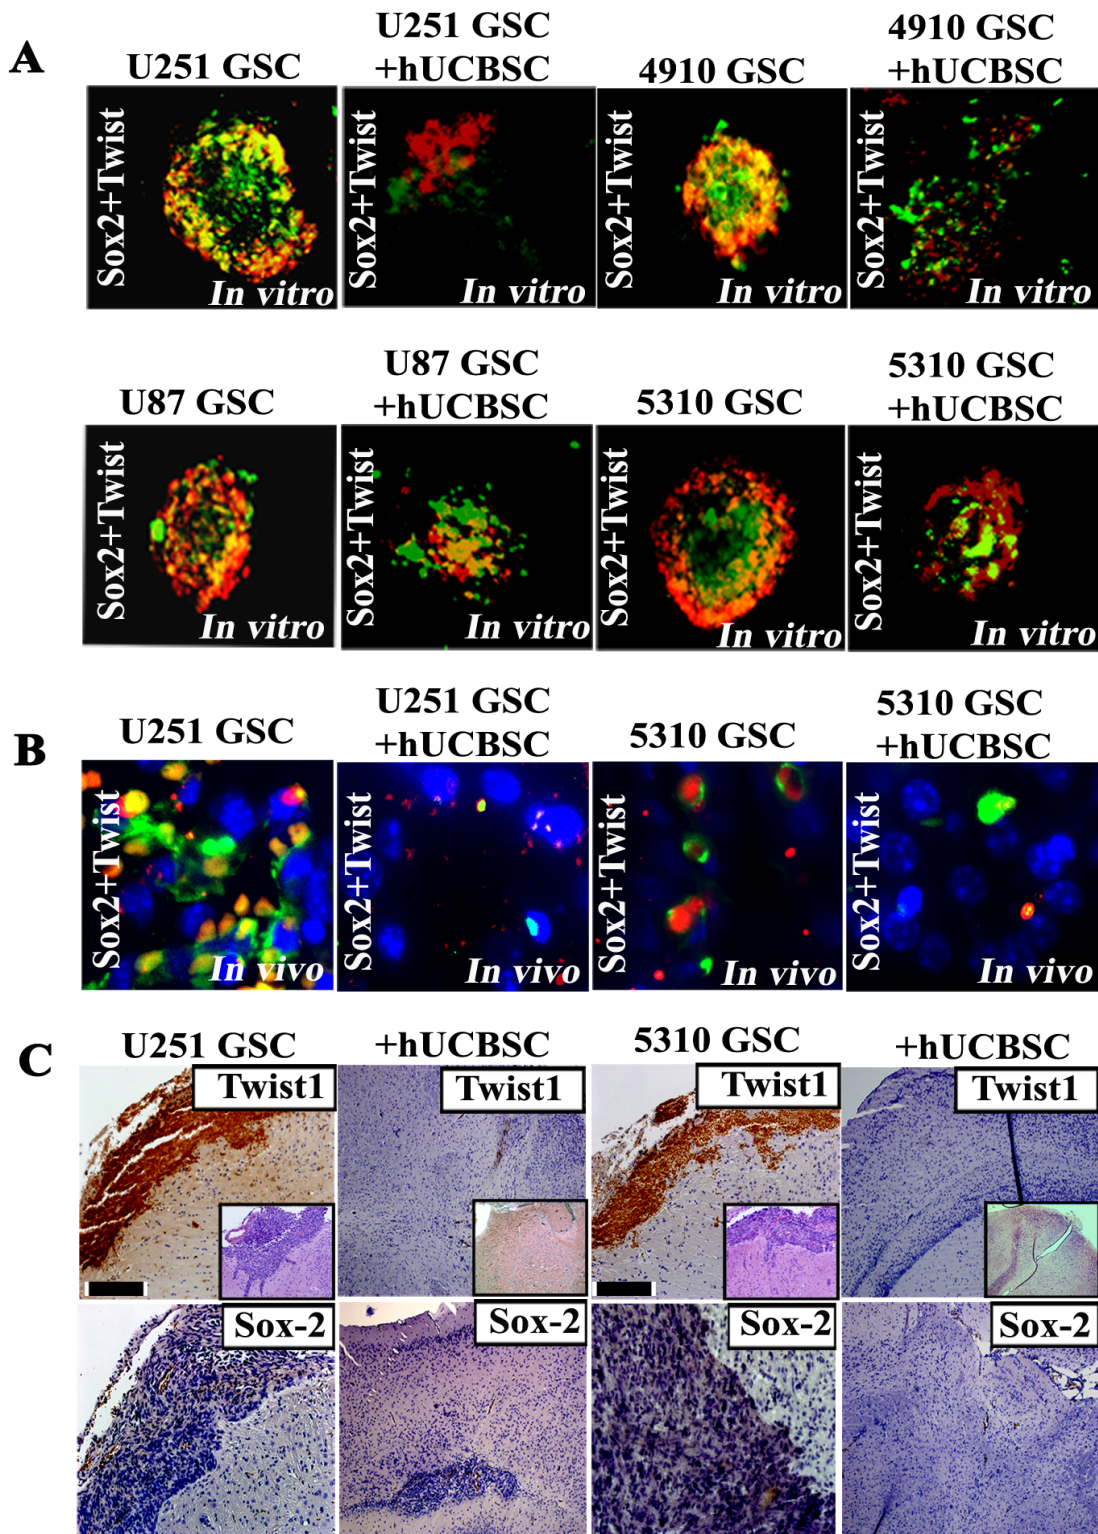 A
U251 GSC
U251 GSC
+hUCBSC
4910 GSC
4910 GSC
+hUCBSC
Sox2+Twist
In vitro
Sox2+Twist
In vitro
Sox2+Twist
In vitro
Sox2+Twist
In vitro
U87 GSC
U87 GSC
+hUCBSC
5310 GSC
5310 GSC
+hUCBSC
Sox2+Twist
In vitro
Sox2+Twist
In vitro
Sox2+Twist
In vitro
Sox2+Twist
In vitro
B
U251 GSC
U251 GSC
+hUCBSC
5310 GSC
5310 GSC
+hUCBSC
Sox2+Twist
In vivo
Sox2+Twist
In vivo
Sox2+Twist
In vivo
Sox2+Twist
In vivo
C
U251 GSC
+hUCBSC
5310 GSC
+hUCBSC
Twist1
Twist1
Twist1
Twist1
Sox-2
Sox-2
Sox-2
Sox-2